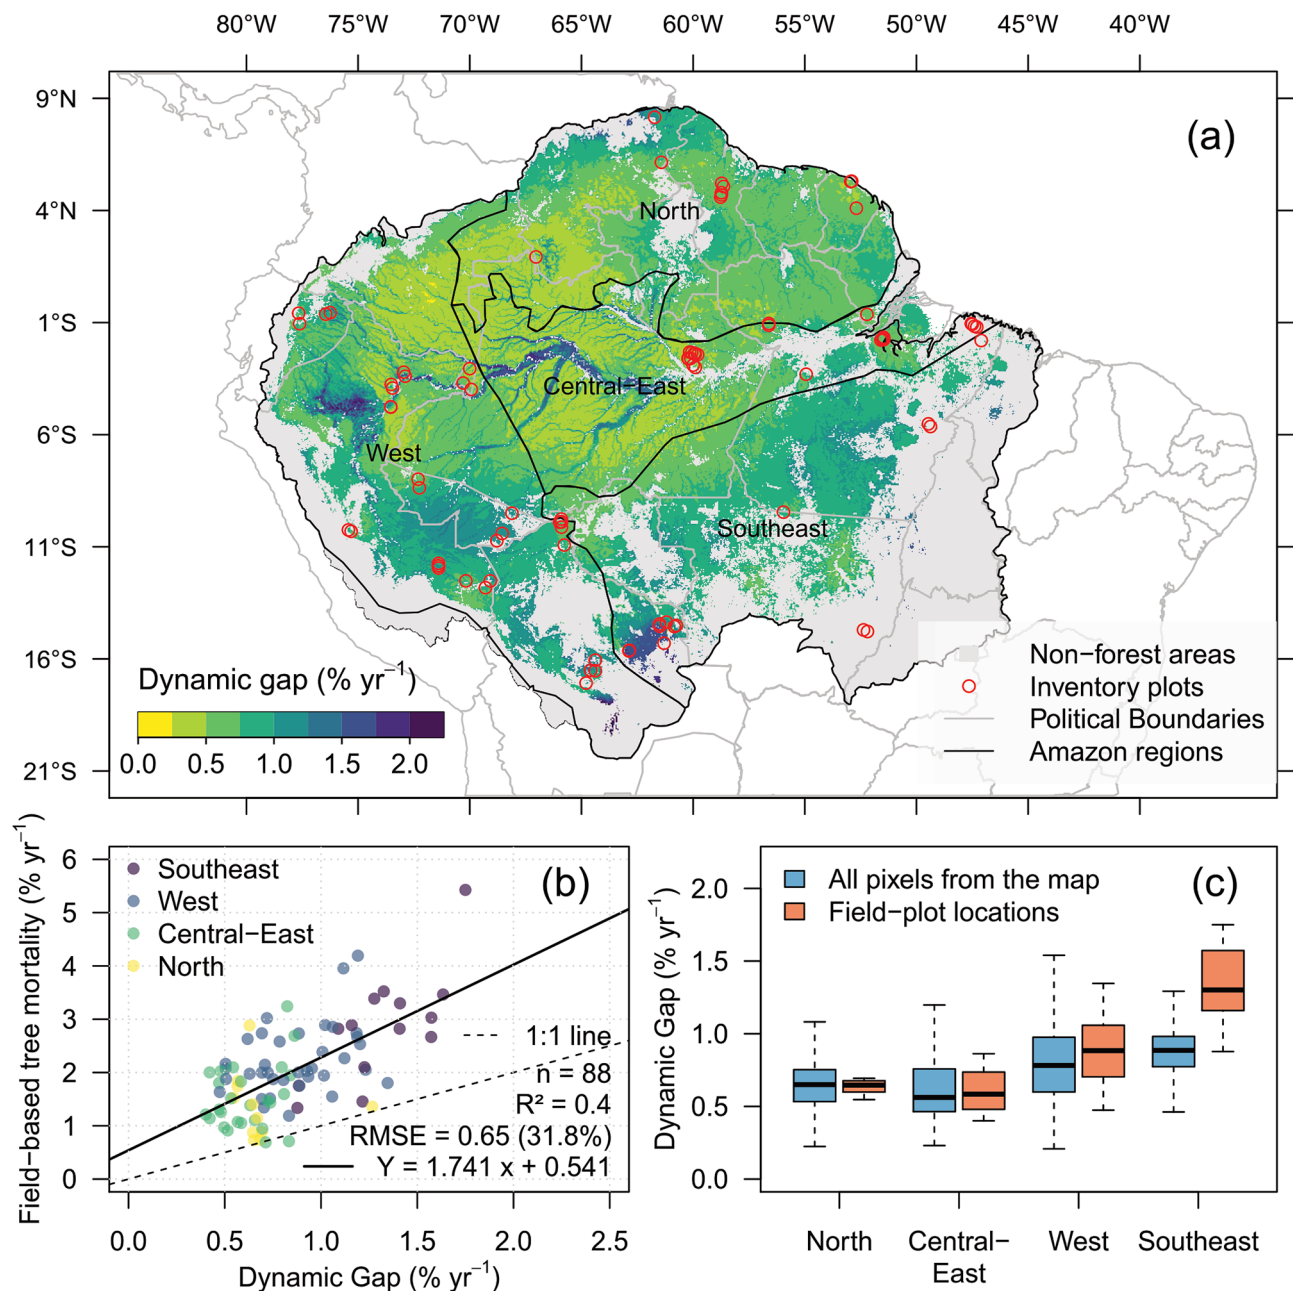 80°W 75°W 70°W 65°W 60°W 55°W 50°W 45°W 40°W
(a)
9°N
4°N
1°S
6°S
11°S
16°S
21°S
North
Central−East
West
Southeast
Dynamic gap (% yr−1)
0.0 0.5 1.0 1.5 2.0
Non−forest areas
Inventory plots
Political Boundaries
Amazon regions
(b)
Field−based tree mortality (% yr−1)
6
5
4
3
2
1
0
Southeast
West
Central−East
North
1:1 line
n = 88
R² = 0.4
RMSE = 0.65 (31.8%)
Y = 1.741 x + 0.541
0.0 0.5 1.0 1.5 2.0 2.5
Dynamic Gap (% yr−1)
(c)
Dynamic Gap (% yr−1)
2.0
1.5
1.0
0.5
0.0
All pixels from the map
Field−plot locations
North Central− West Southeast
East